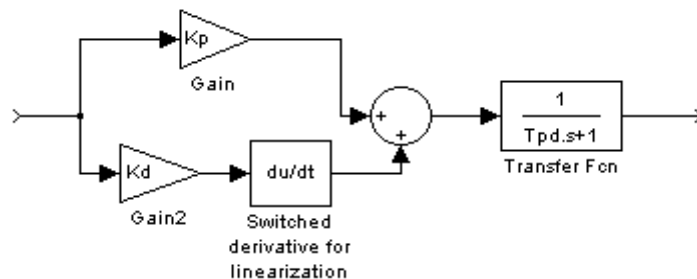 Kp
Gain
+
+
1
Tpd.s+1
Transfer Fcn
Kd
Gain2
du/dt
Switched
derivative for
linearization